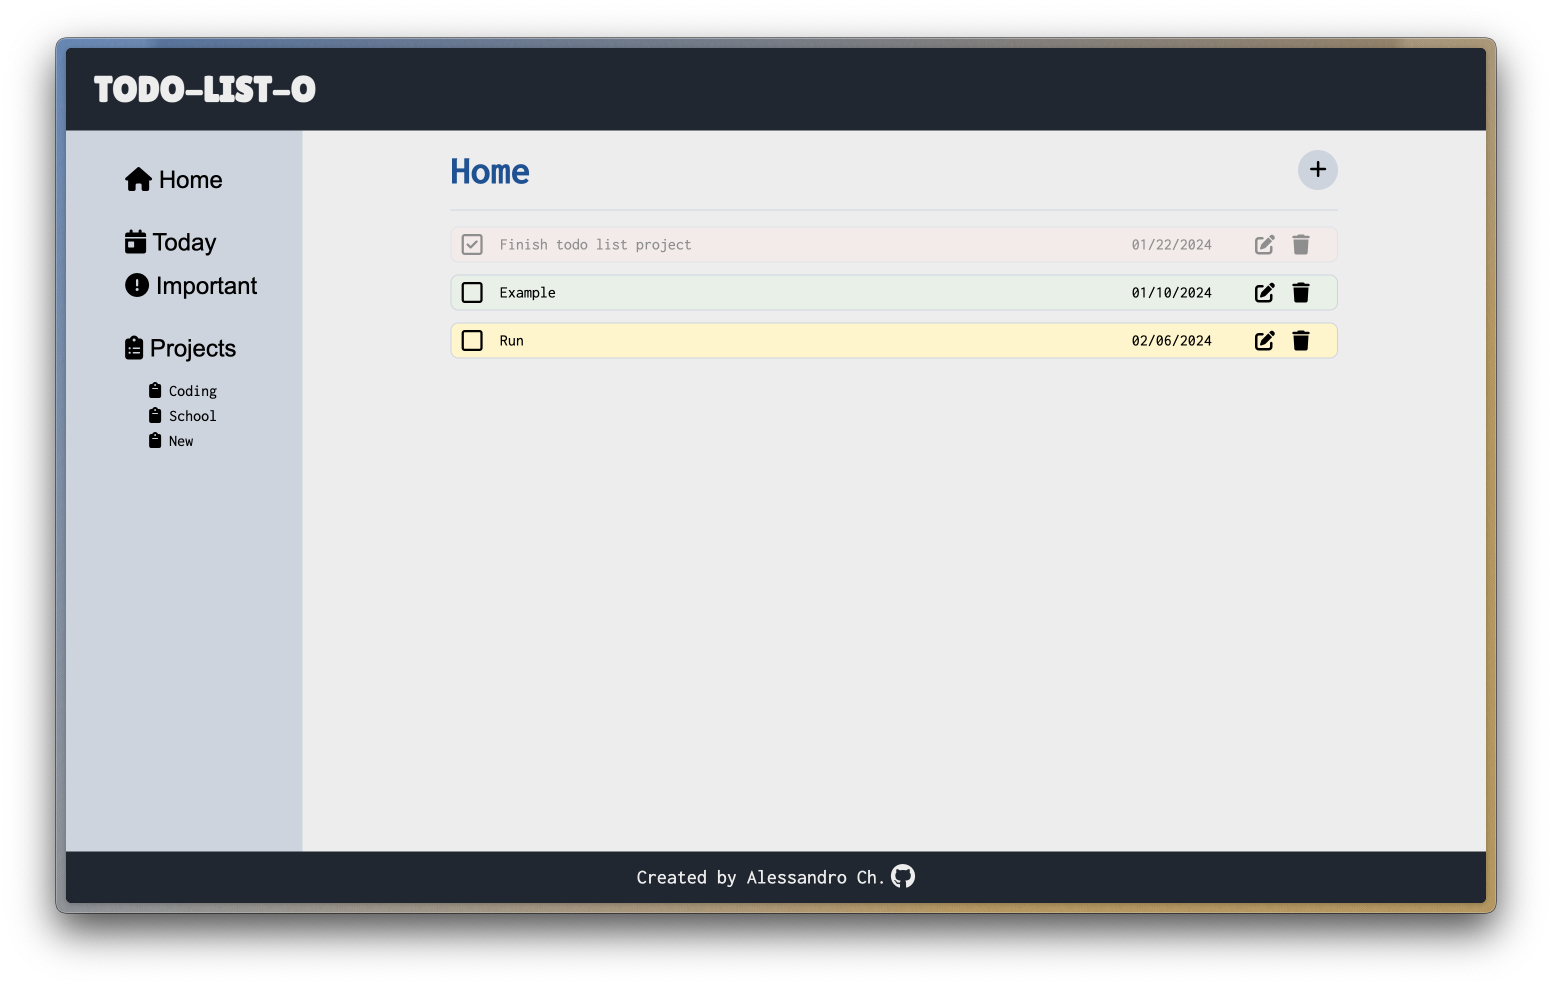 TODO-LIST-O
Home
Today
Important
Projects
Coding
School
New
Home
Finish todo list project 01/22/2024
Example 01/10/2024
Run 02/06/2024
Created by Alessandro Ch.